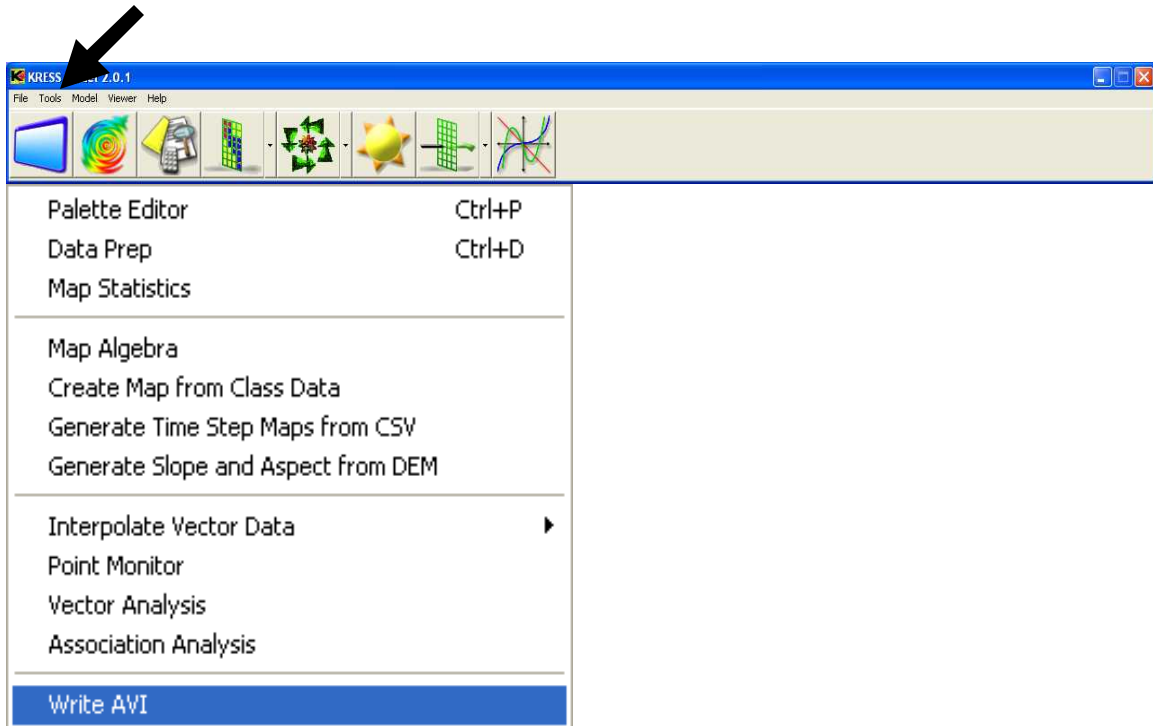 KRESS 2.0.1
File Tools Model Viewer Help
Palette Editor Ctrl+P
Data Prep Ctrl+D
Map Statistics
Map Algebra
Create Map from Class Data
Generate Time Step Maps from CSV
Generate Slope and Aspect from DEM
Interpolate Vector Data
Point Monitor
Vector Analysis
Association Analysis
Write AVI